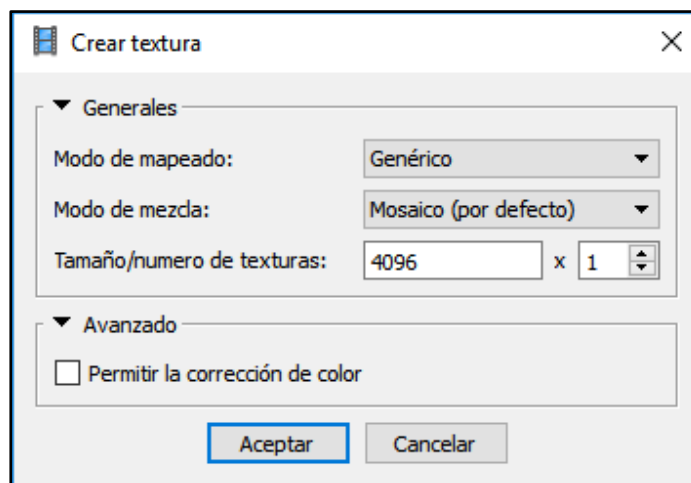 Crear textura
Generales
Modo de mapeado: Genérico
Modo de mezcla: Mosaico (por defecto)
Tamaño/numero de texturas: 4096 x 1
Avanzado
Permitir la corrección de color
Aceptar Cancelar